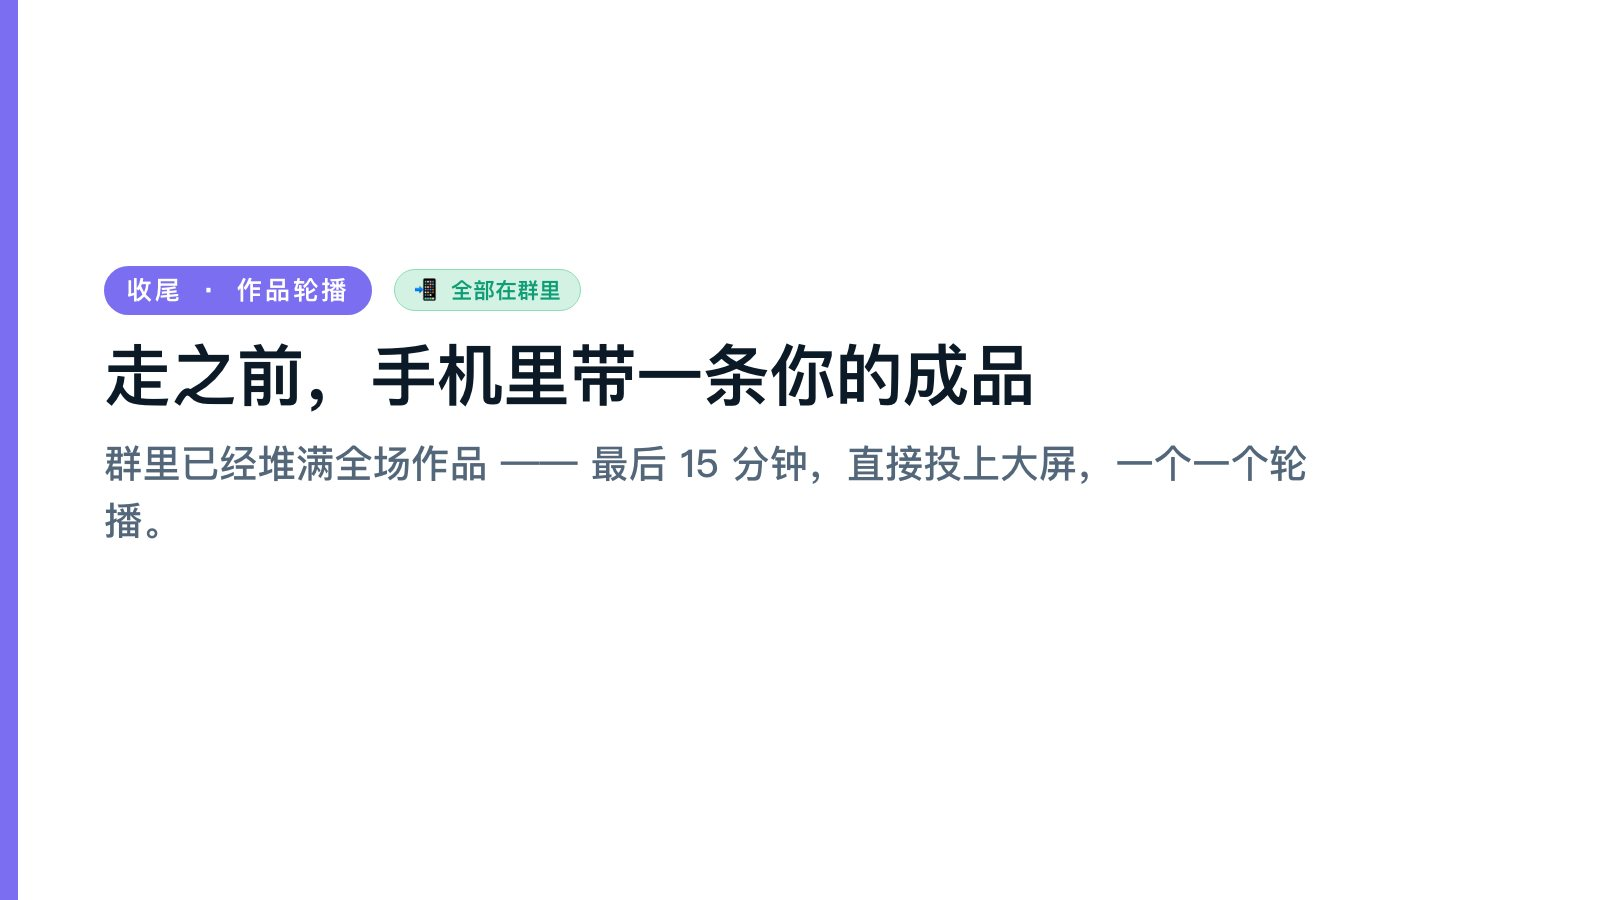 收尾 · 作品轮播
📲 全部在群里
走之前，手机里带一条你的成品
群里已经堆满全场作品 —— 最后 15 分钟，直接投上大屏，一个一个轮
播。